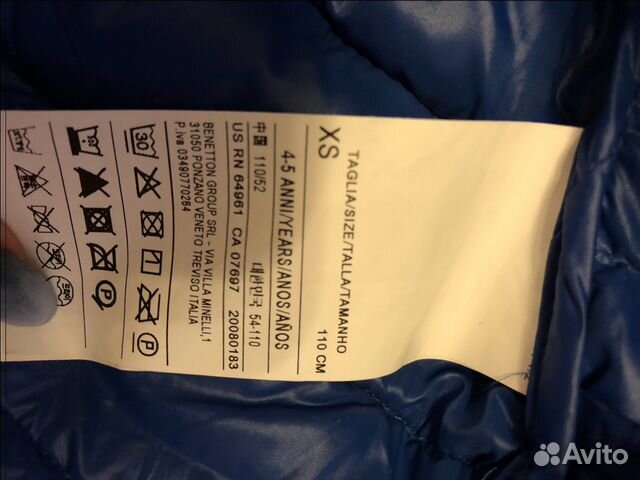 TAGLIA/SIZE/TALLA/TAMANHO
XS 110 CM
4-5 ANNI/YEARS/ANOS/AÑOS
中国 110/52 대한민국 54-110
US RN 64961 CA 07697 20080183
BENETTON GROUP SRL - VIA VILLA MINELLI,1
31050 PONZANO VENETO TREVISO ITALIA
P.iva 03490770264
30
P
P
Avito